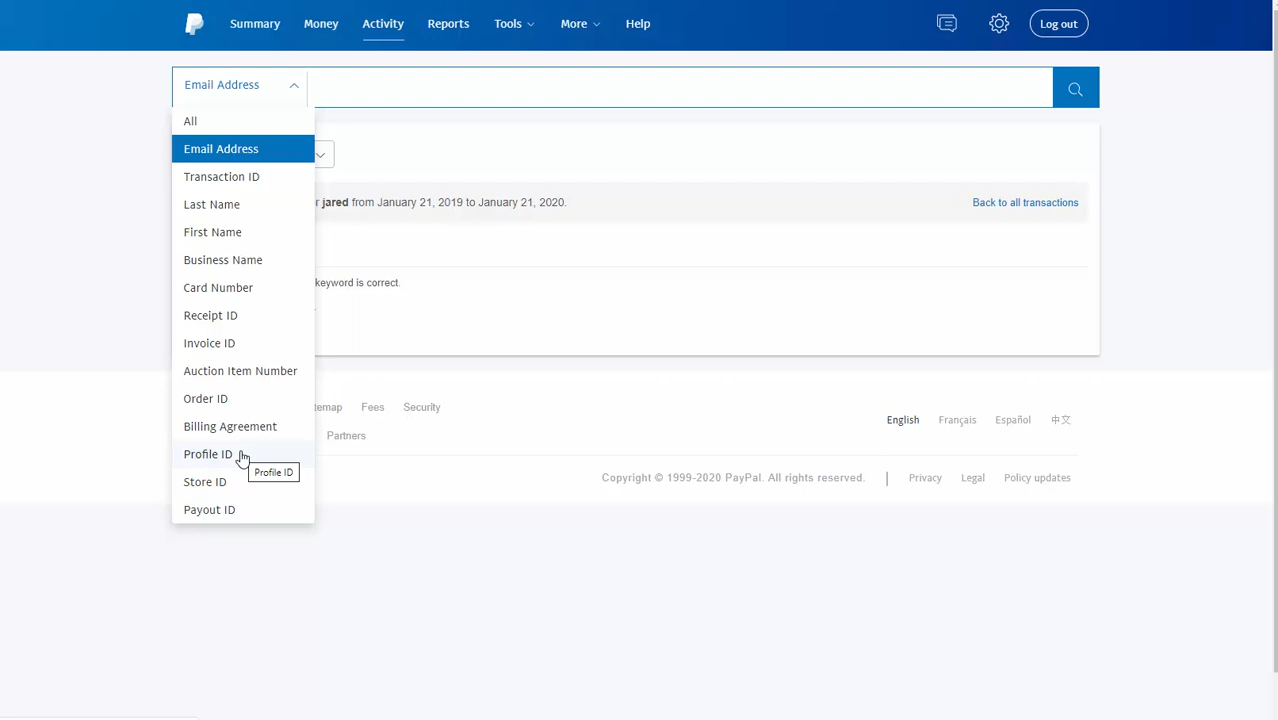 Summary Money Activity Reports Tools More Help Log out
Email Address
All
Email Address
Transaction ID
Last Name
r jared from January 21, 2019 to January 21, 2020. Back to all transactions
First Name
Business Name
Card Number
keyword is correct.
Receipt ID
Invoice ID
Auction Item Number
Order ID
temap Fees Security
English Français Español 中文
Billing Agreement
Partners
Profile ID
Profile ID
Store ID
Copyright © 1999-2020 PayPal. All rights reserved. | Privacy Legal Policy updates
Payout ID